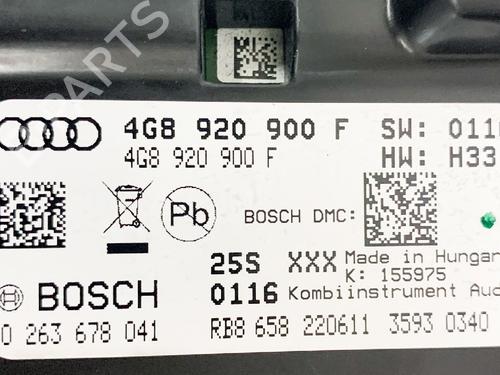 4G8 920 900 F SW: 0116
4G8 920 900 F HW: H33
Pb BOSCH DMC:
25S XXX Made in Hungar
K: 155975
BOSCH 0116 Kombiinstrument Aud
0 263 678 041 RB8 658 220611 3593 0340